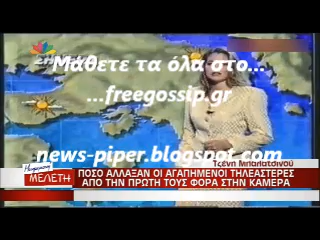 Μάθετε τα όλα στο...
...freegossip.gr
news-piper.blogspot.com
Τζένη Μπαλατσινού
ΜΕΛΕΤΗ
ΠΟΣΟ ΑΛΛΑΞΑΝ ΟΙ ΑΓΑΠΗΜΕΝΟΙ ΤΗΛΕΑΣΤΕΡΕΣ
ΑΠΟ ΤΗΝ ΠΡΩΤΗ ΤΟΥΣ ΦΟΡΑ ΣΤΗΝ ΚΑΜΕΡΑ